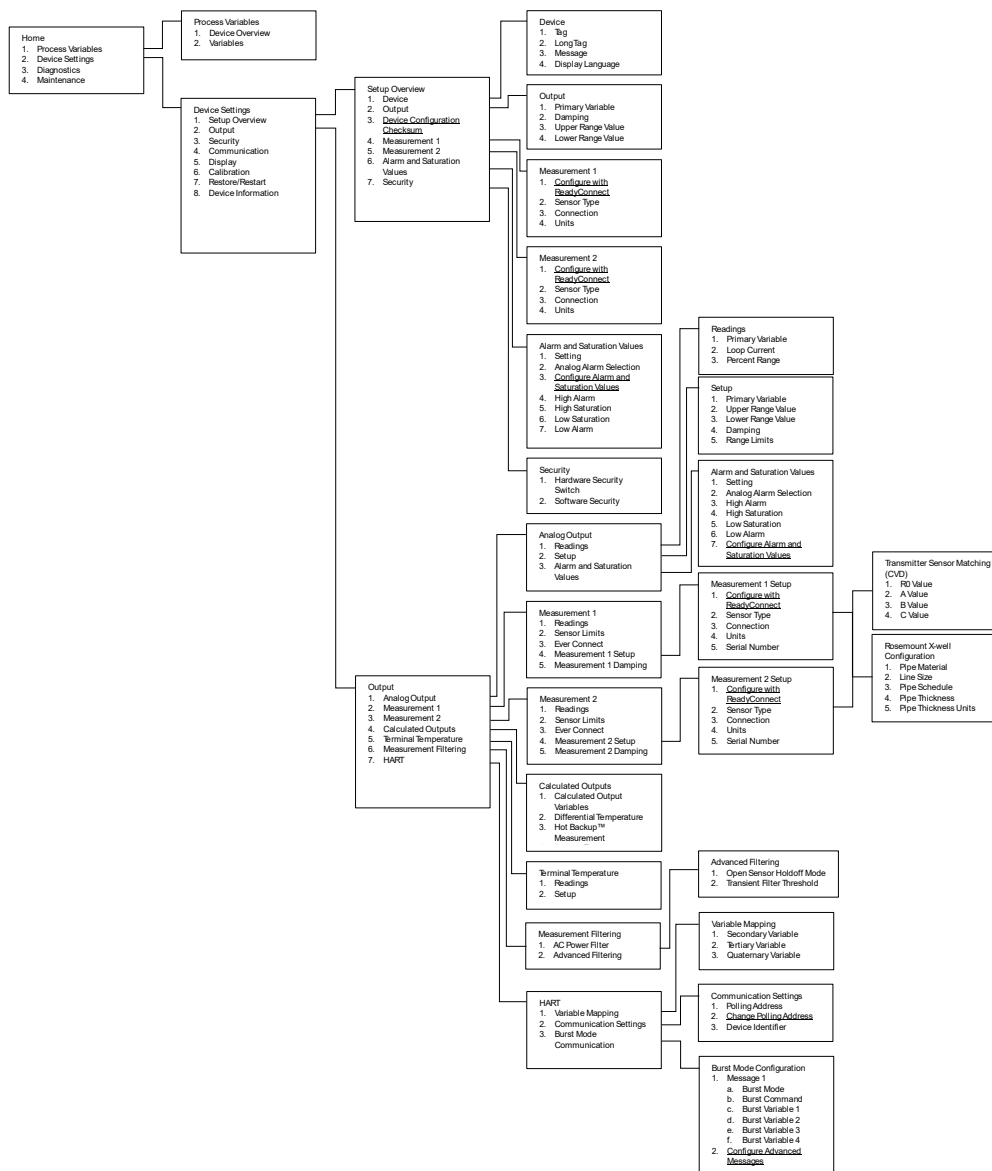 Home
1. Process Variables
2. Device Settings
3. Diagnostics
4. Maintenance
Process Variables
1. Device Overview
2. Variables
Device Settings
1. Setup Overview
2. Output
3. Security
4. Communication
5. Display
6. Calibration
7. Restore/Restart
8. Device Information
Setup Overview
1. Device
2. Output
3. Device Configuration
Checksum
4. Measurement 1
5. Measurement 2
6. Alarm and Saturation
Values
7. Security
Device
1. Tag
2. Long Tag
3. Message
4. Display Language
Output
1. Primary Variable
2. Damping
3. Upper Range Value
4. Lower Range Value
Measurement 1
1. Configure with
ReadyConnect
2. Sensor Type
3. Connection
4. Units
Measurement 2
1. Configure with
ReadyConnect
2. Sensor Type
3. Connection
4. Units
Alarm and Saturation Values
1. Setting
2. Analog Alarm Selection
3. Configure Alarm and
Saturation Values
4. High Alarm
5. High Saturation
6. Low Saturation
7. Low Alarm
Security
1. Hardware Security
Switch
2. Software Security
Output
1. Analog Output
2. Measurement 1
3. Measurement 2
4. Calculated Outputs
5. Terminal Temperature
6. Measurement Filtering
7. HART
Analog Output
1. Readings
2. Setup
3. Alarm and Saturation
Values
Measurement 1
1. Readings
2. Sensor Limits
3. Ever Connect
4. Measurement 1 Setup
5. Measurement 1 Damping
Measurement 2
1. Readings
2. Sensor Limits
3. Ever Connect
4. Measurement 2 Setup
5. Measurement 2 Damping
Calculated Outputs
1. Calculated Output
Variables
2. Differential Temperature
3. Hot Backup™
Measurement
Terminal Temperature
1. Readings
2. Setup
Measurement Filtering
1. AC Power Filter
2. Advanced Filtering
HART
1. Variable Mapping
2. Communication Settings
3. Burst Mode
Communication
Readings
1. Primary Variable
2. Loop Current
3. Percent Range
Setup
1. Primary Variable
2. Upper Range Value
3. Lower Range Value
4. Damping
5. Range Limits
Alarm and Saturation Values
1. Setting
2. Analog Alarm Selection
3. High Alarm
4. High Saturation
5. Low Saturation
6. Low Alarm
7. Configure Alarm and
Saturation Values
Measurement 1 Setup
1. Configure with
ReadyConnect
2. Sensor Type
3. Connection
4. Units
5. Serial Number
Measurement 2 Setup
1. Configure with
ReadyConnect
2. Sensor Type
3. Connection
4. Units
5. Serial Number
Transmitter Sensor Matching
(CVD)
1. R0 Value
2. A Value
3. B Value
4. C Value
Rosemount X-well
Configuration
1. Pipe Material
2. Line Size
3. Pipe Schedule
4. Pipe Thickness
5. Pipe Thickness Units
Advanced Filtering
1. Open Sensor Holdoff Mode
2. Transient Filter Threshold
Variable Mapping
1. Secondary Variable
2. Tertiary Variable
3. Quaternary Variable
Communication Settings
1. Polling Address
2. Change Polling Address
3. Device Identifier
Burst Mode Configuration
1. Message 1
a. Burst Mode
b. Burst Command
c. Burst Variable 1
d. Burst Variable 2
e. Burst Variable 3
f. Burst Variable 4
2. Configure Advanced
Messages